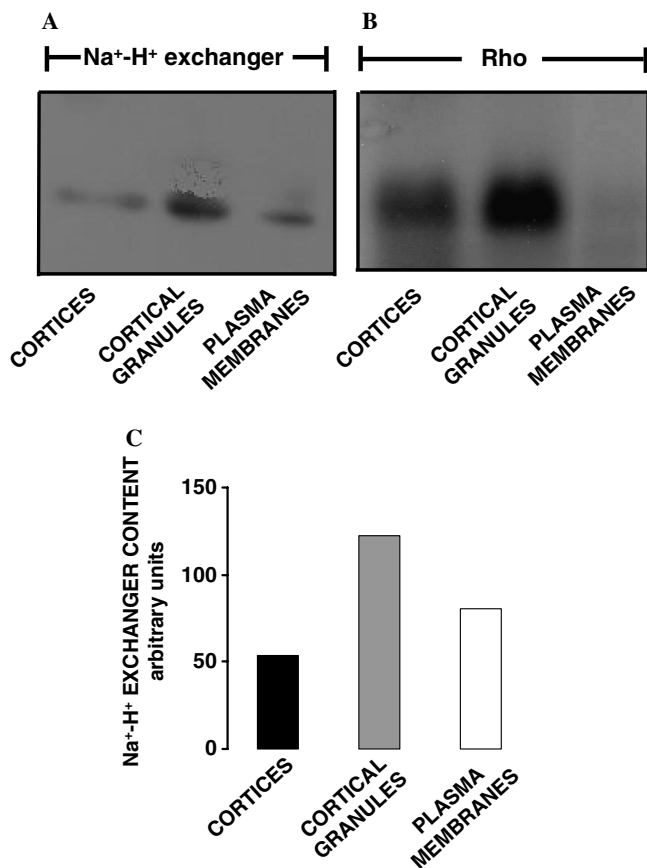 A
B
Na⁺-H⁺ exchanger
Rho
CORTICES
CORTICAL
GRANULES
PLASMA
MEMBRANES
CORTICES
CORTICAL
GRANULES
PLASMA
MEMBRANES
C
Na⁺-H⁺ EXCHANGER CONTENT
arbitrary units
150
100
50
0
CORTICES
CORTICAL
GRANULES
PLASMA
MEMBRANES